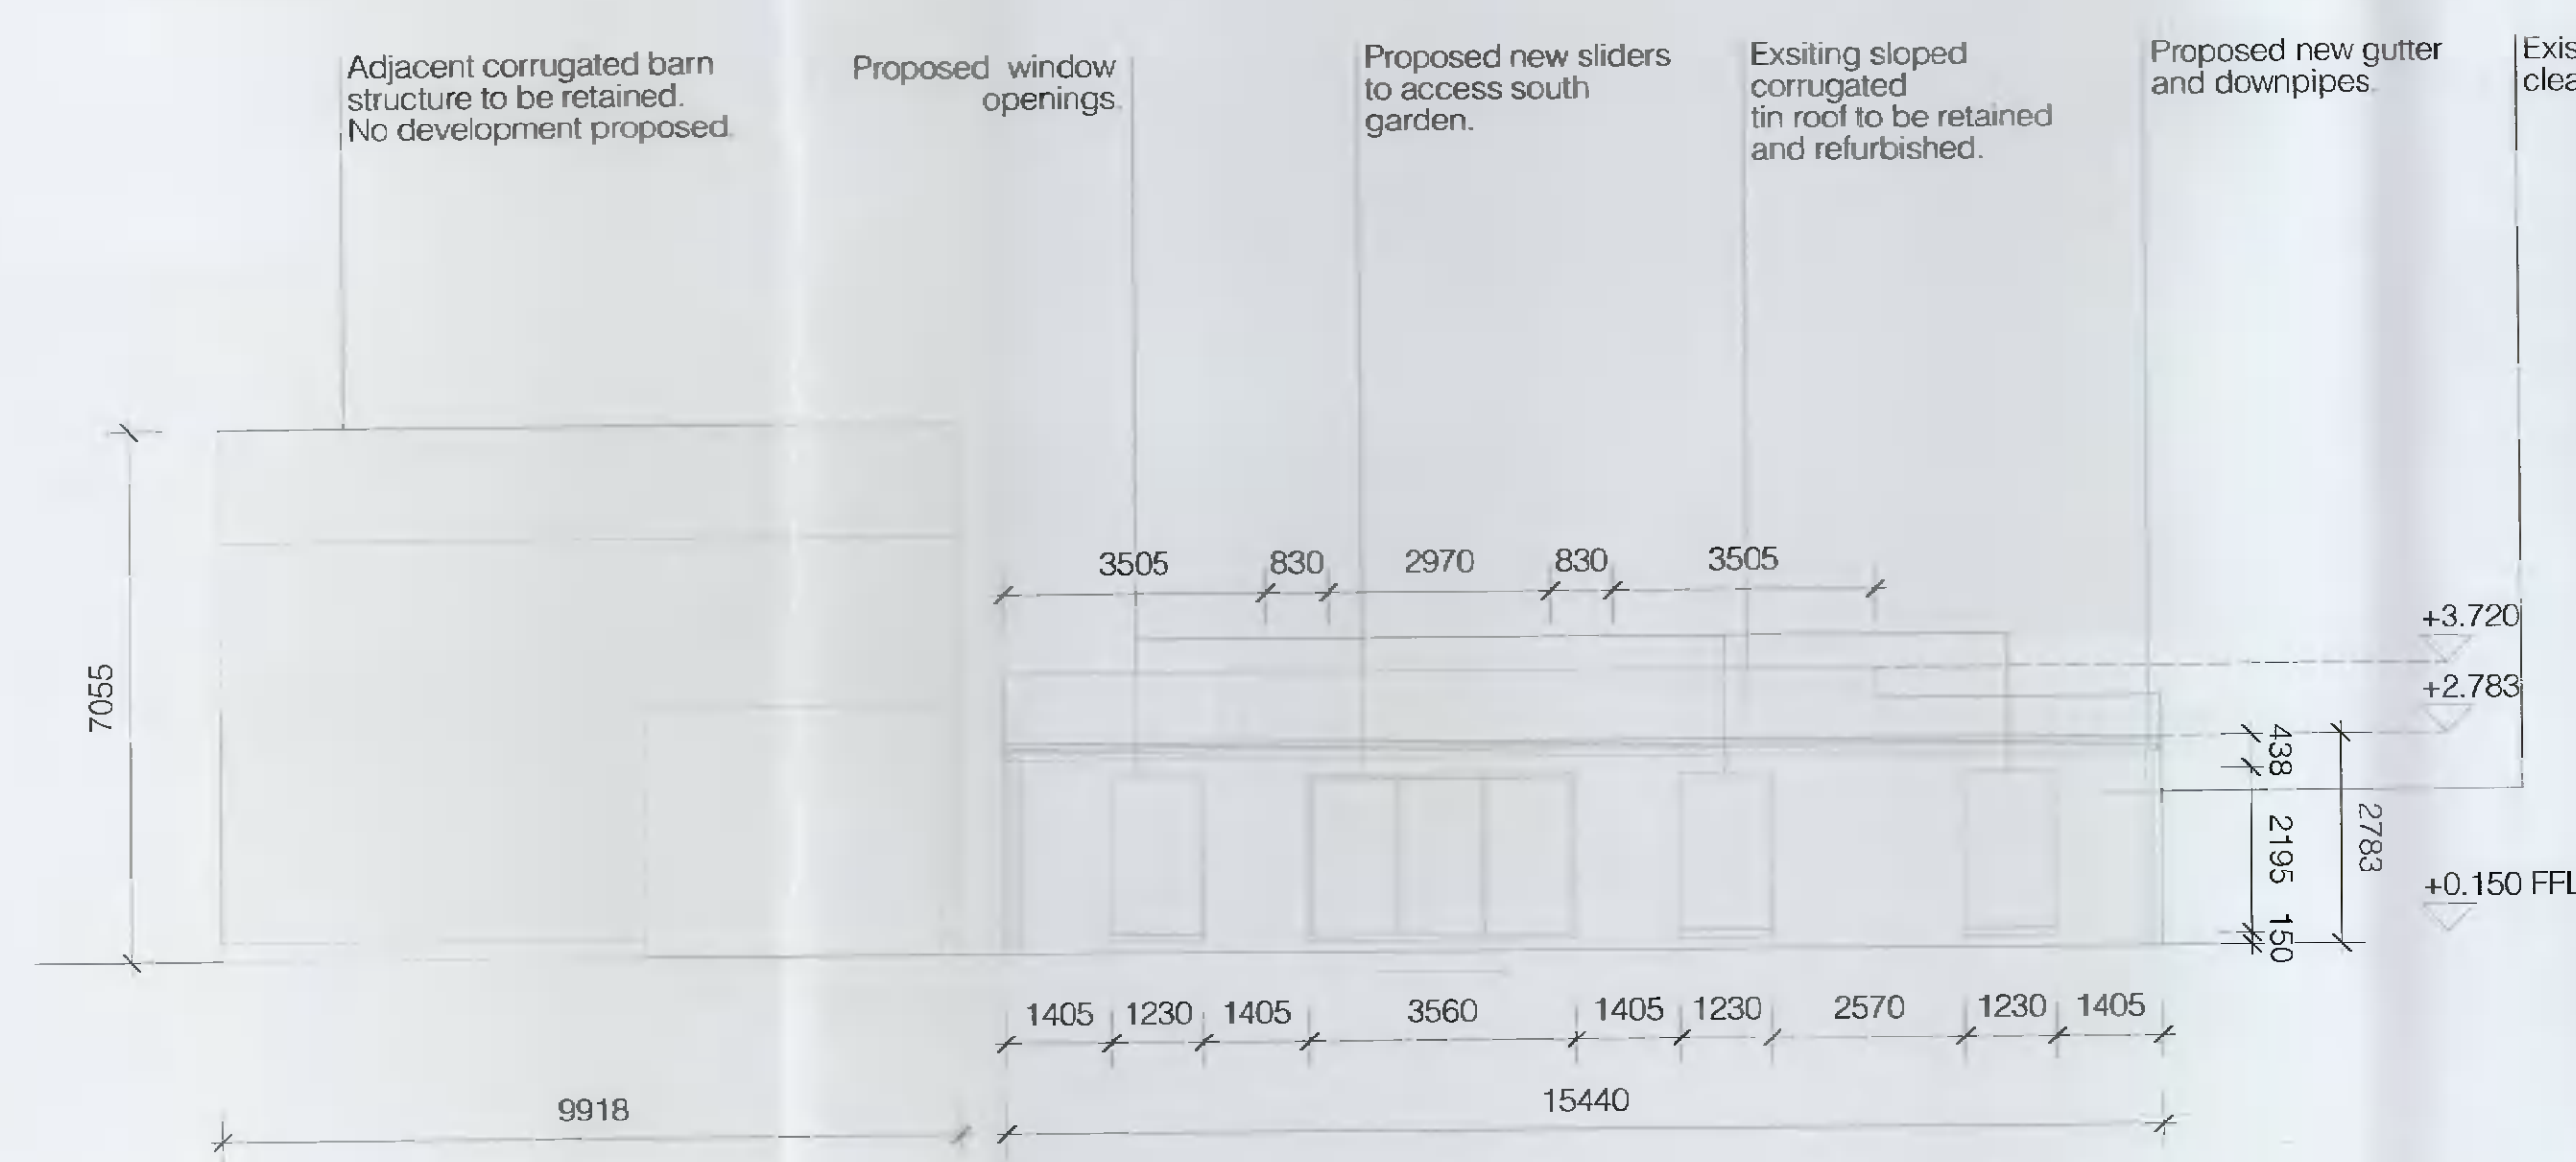 Adjacent corrugated barn
structure to be retained.
No development proposed.
Proposed window
openings.
Proposed new sliders
to access south
garden.
Exsiting sloped
corrugated
tin roof to be retained
and refurbished.
Proposed new gutter
and downpipes.
Exis
clea
3505 830 2970 830 3505
+3.720
+2.783
7055
438
2195
150
2783
+0.150 FFL
1405 1230 1405 3560 1405 1230 2570 1230 1405
9918
15440